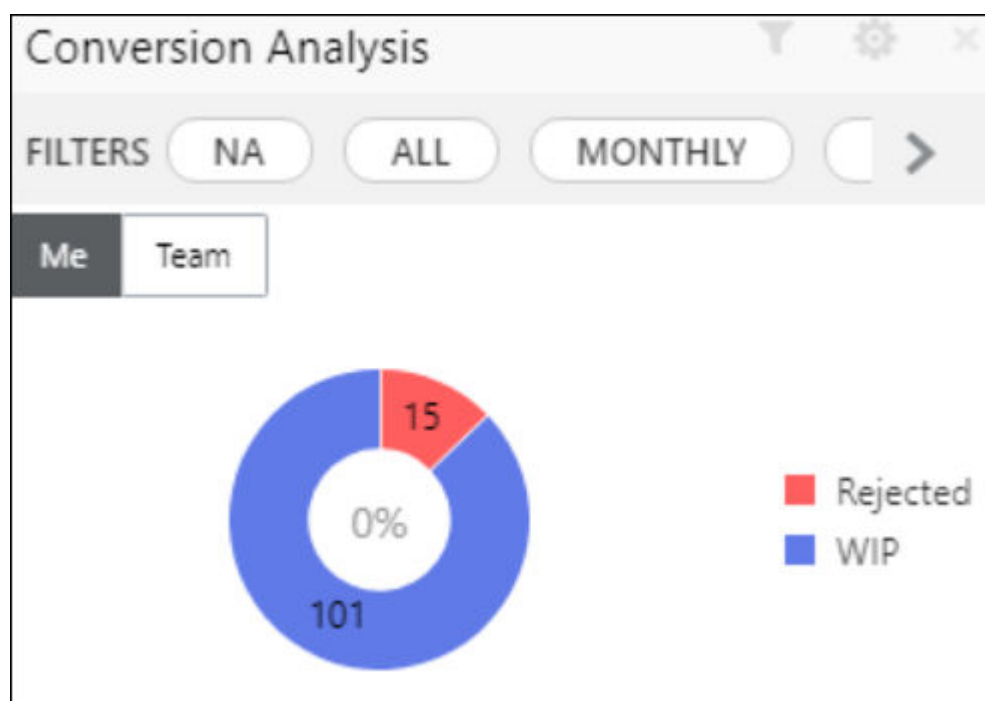 Conversion Analysis
FILTERS NA ALL MONTHLY
Me Team
15
0%
101
Rejected
WIP